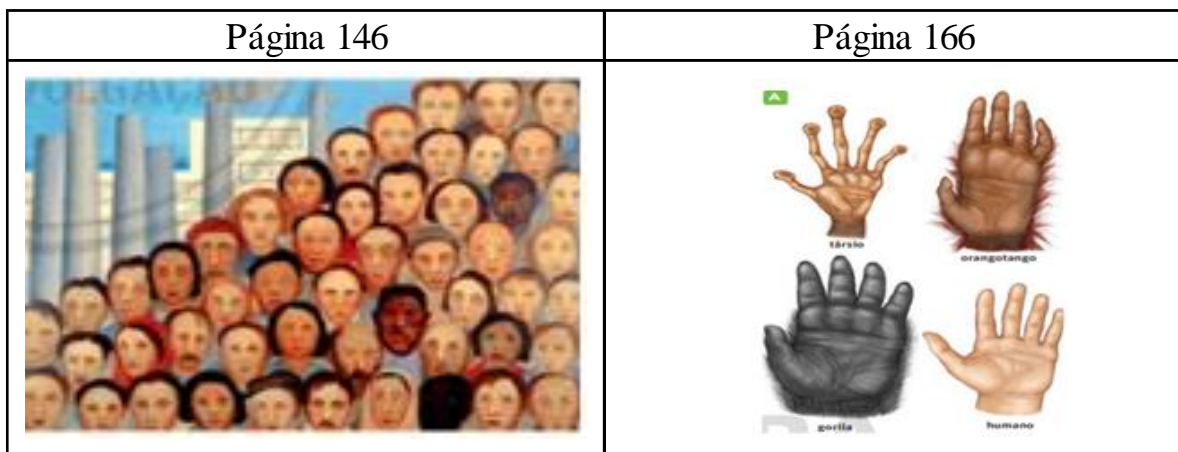 Página 146
Página 166
A
társio
orangotango
gorila
humano